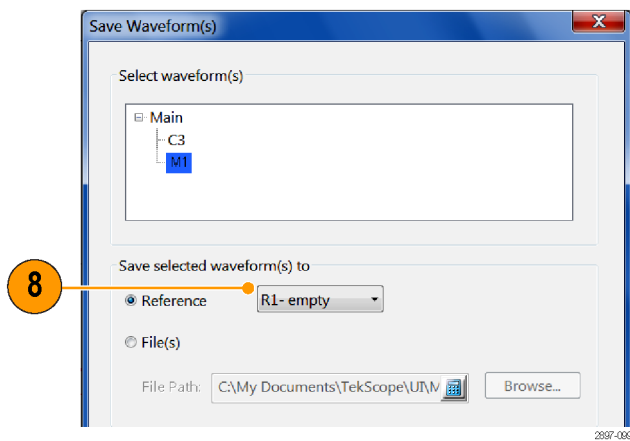 Save Waveform(s)
Select waveform(s)
Main
C3
M1
Save selected waveform(s) to
8
Reference R1- empty
File(s)
File Path: C:\My Documents\TekScope\UI\ Browse...